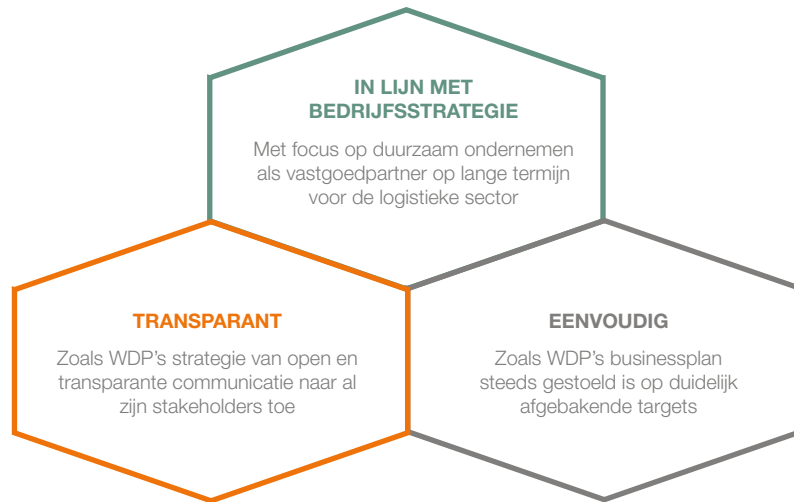 IN LIJN MET
BEDRIJFSSTRATEGIE
Met focus op duurzaam ondernemen
als vastgoedpartner op lange termijn
voor de logistieke sector
TRANSPARANT
Zoals WDP's strategie van open en
transparante communicatie naar al
zijn stakeholders toe
EENVOUDIG
Zoals WDP's businessplan
steeds gestoeld is op duidelijk
afgebakende targets